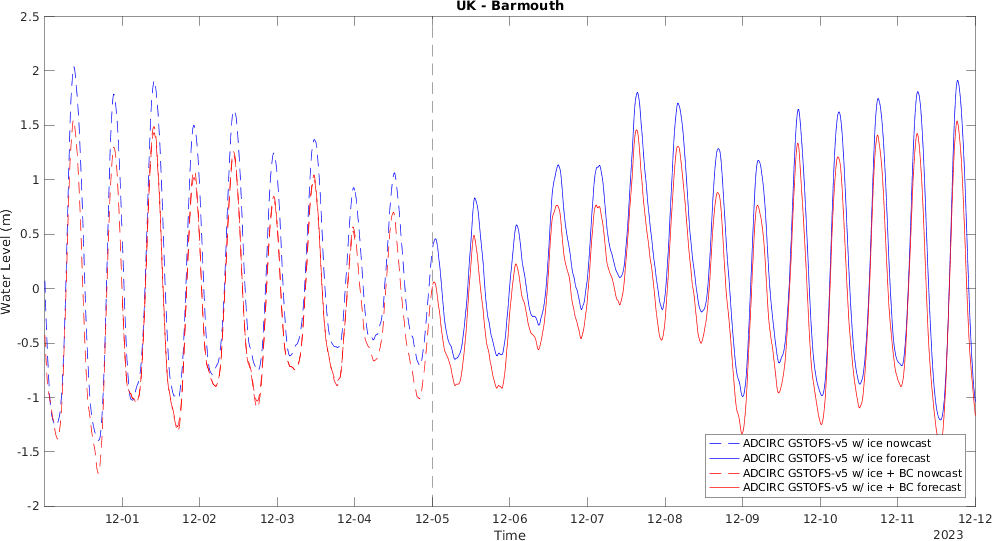 UK - Barmouth
2.5
2
1.5
1
0.5
0
-0.5
-1
-1.5
-2
Water Level (m)
12-01 12-02 12-03 12-04 12-05 12-06 12-07 12-08 12-09 12-10 12-11 12-12
Time
2023
ADCIRC GSTOFS-v5 w/ ice nowcast
ADCIRC GSTOFS-v5 w/ ice forecast
ADCIRC GSTOFS-v5 w/ ice + BC nowcast
ADCIRC GSTOFS-v5 w/ ice + BC forecast